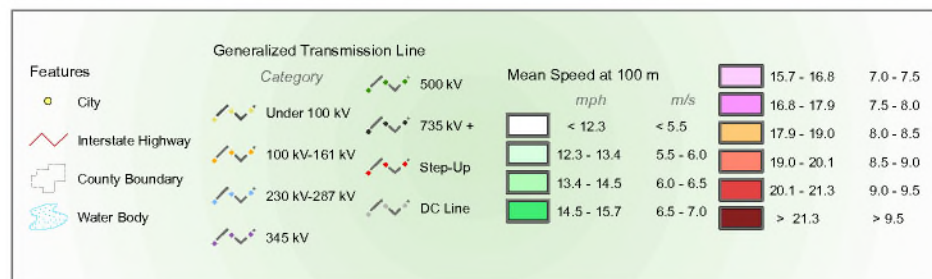 Features
City
Interstate Highway
County Boundary
Water Body
Generalized Transmission Line
Category
Under 100 kV
100 kV-161 kV
230 kV-287 kV
345 kV
500 kV
735 kV +
Step-Up
DC Line
Mean Speed at 100 m
mph m/s
< 12.3 < 5.5
12.3 - 13.4 5.5 - 6.0
13.4 - 14.5 6.0 - 6.5
14.5 - 15.7 6.5 - 7.0
15.7 - 16.8 7.0 - 7.5
16.8 - 17.9 7.5 - 8.0
17.9 - 19.0 8.0 - 8.5
19.0 - 20.1 8.5 - 9.0
20.1 - 21.3 9.0 - 9.5
> 21.3 > 9.5